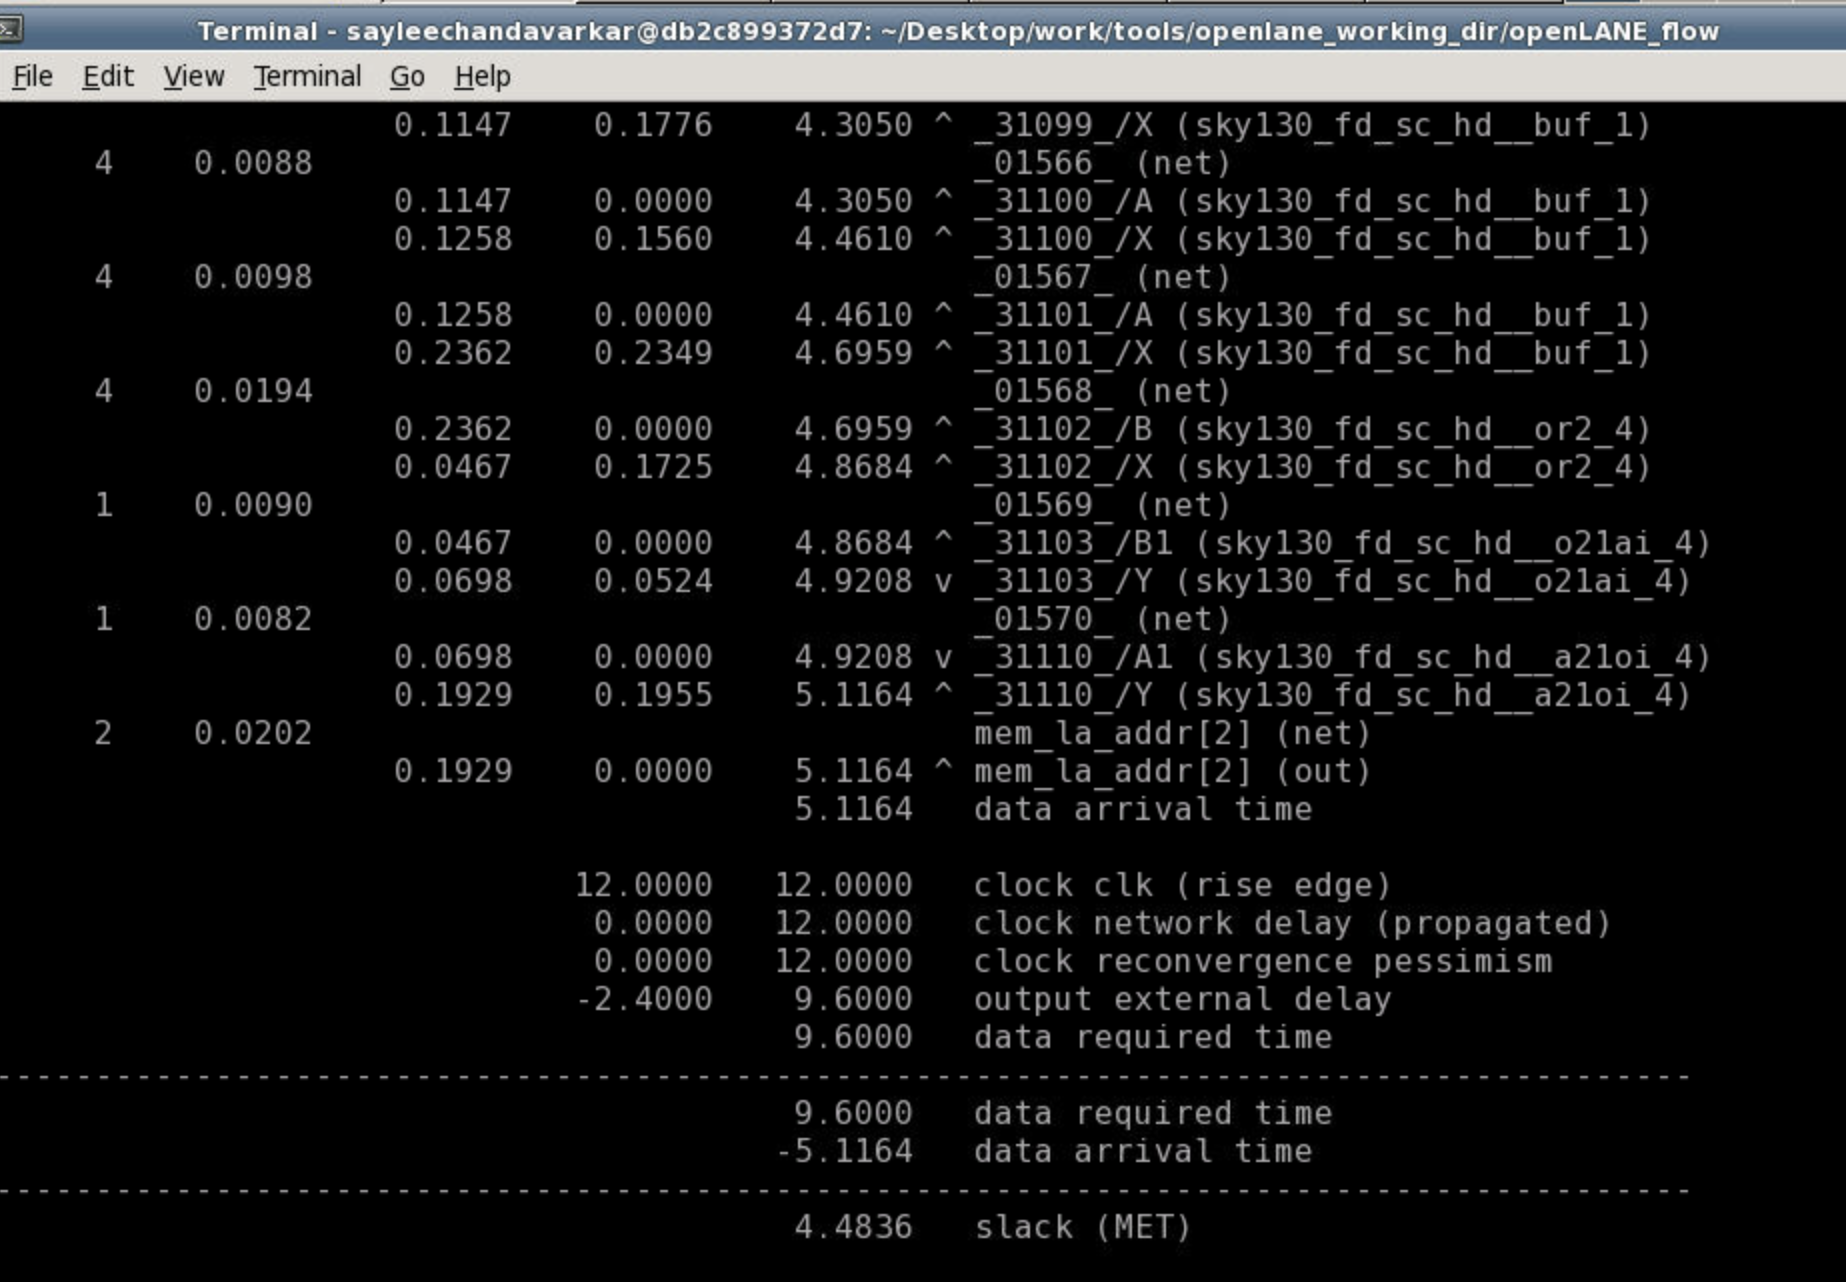 Terminal - sayleechandavarkar@db2c899372d7: ~/Desktop/work/tools/openlane_working_dir/openLANE_flow
File Edit View Terminal Go Help
0.1147 0.1776 4.3050 ^ _31099_/X (sky130_fd_sc_hd__buf_1)
4 0.0088 _01566_ (net)
0.1147 0.0000 4.3050 ^ _31100_/A (sky130_fd_sc_hd__buf_1)
0.1258 0.1560 4.4610 ^ _31100_/X (sky130_fd_sc_hd__buf_1)
4 0.0098 _01567_ (net)
0.1258 0.0000 4.4610 ^ _31101_/A (sky130_fd_sc_hd__buf_1)
0.2362 0.2349 4.6959 ^ _31101_/X (sky130_fd_sc_hd__buf_1)
4 0.0194 _01568_ (net)
0.2362 0.0000 4.6959 ^ _31102_/B (sky130_fd_sc_hd__or2_4)
0.0467 0.1725 4.8684 ^ _31102_/X (sky130_fd_sc_hd__or2_4)
1 0.0090 _01569_ (net)
0.0467 0.0000 4.8684 ^ _31103_/B1 (sky130_fd_sc_hd__o21ai_4)
0.0698 0.0524 4.9208 v _31103_/Y (sky130_fd_sc_hd__o21ai_4)
1 0.0082 _01570_ (net)
0.0698 0.0000 4.9208 v _31110_/A1 (sky130_fd_sc_hd__a21oi_4)
0.1929 0.1955 5.1164 ^ _31110_/Y (sky130_fd_sc_hd__a21oi_4)
2 0.0202 mem_la_addr[2] (net)
0.1929 0.0000 5.1164 ^ mem_la_addr[2] (out)
5.1164 data arrival time
12.0000 12.0000 clock clk (rise edge)
0.0000 12.0000 clock network delay (propagated)
0.0000 12.0000 clock reconvergence pessimism
-2.4000 9.6000 output external delay
9.6000 data required time
-------------------------------------------------------------------------------------
9.6000 data required time
-5.1164 data arrival time
-------------------------------------------------------------------------------------
4.4836 slack (MET)